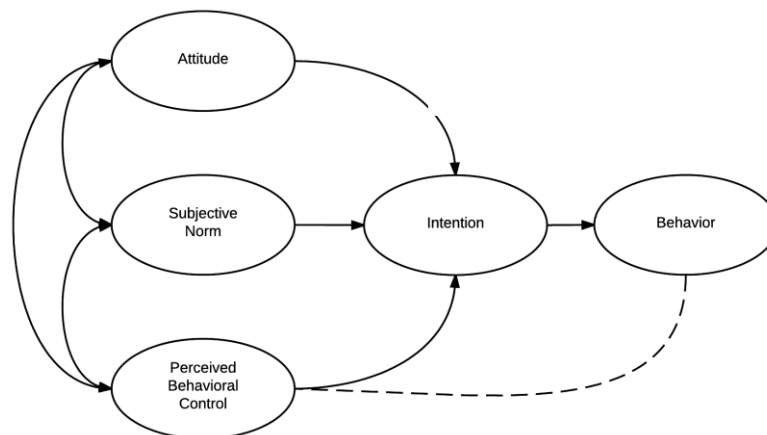 Attitude
Subjective
Norm
Intention
Behavior
Perceived
Behavioral
Control